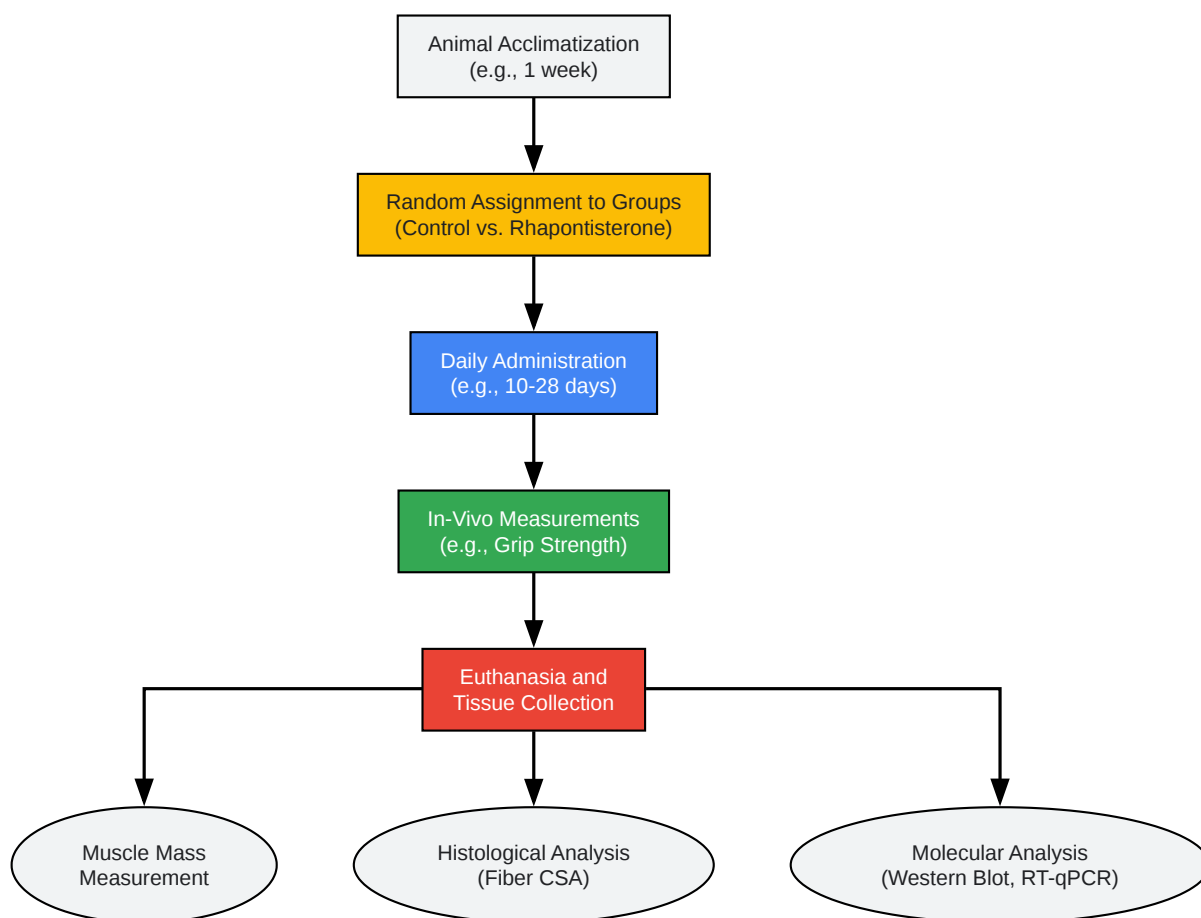 Animal Acclimatization
(e.g., 1 week)
Random Assignment to Groups
(Control vs. Rhapontisterone)
Daily Administration
(e.g., 10-28 days)
In-Vivo Measurements
(e.g., Grip Strength)
Euthanasia and
Tissue Collection
Muscle Mass
Measurement
Histological Analysis
(Fiber CSA)
Molecular Analysis
(Western Blot, RT-qPCR)